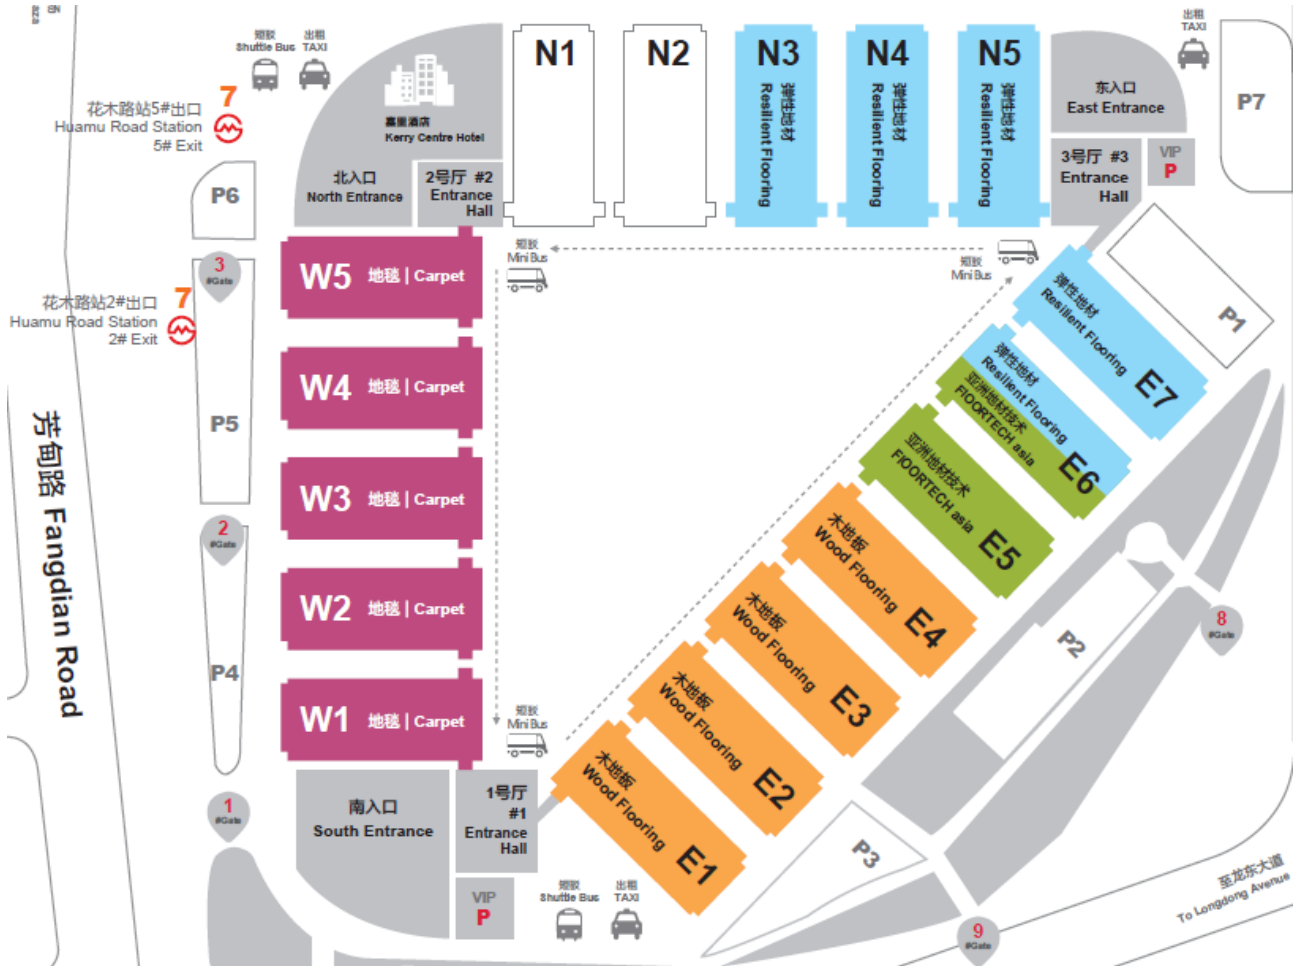 aza
短驳
Shuttle Bus
出租
TAXI
7
花木路站5#出口
Huamu Road Station
5# Exit
嘉里酒店
Kerry Centre Hotel
北入口
North Entrance
2号厅 #2
Entrance
Hall
N1
N2
N3
弹性地材
Resilient Flooring
N4
弹性地材
Resilient Flooring
N5
弹性地材
Resilient Flooring
东入口
East Entrance
出租
TAXI
P7
3号厅 #3
Entrance
Hall
VIP
P
P6
3
#Gate
7
花木路站2#出口
Huamu Road Station
2# Exit
P5
2
#Gate
P4
1
#Gate
芳甸路 Fangdian Road
W5 地毯 | Carpet
W4 地毯 | Carpet
W3 地毯 | Carpet
W2 地毯 | Carpet
W1 地毯 | Carpet
短驳
Mini Bus
短驳
Mini Bus
短驳
Mini Bus
P1
弹性地材
Resilient Flooring
E7
弹性地材
Resilient Flooring
亚洲地材技术
FlOORTECH asia
E6
亚洲地材技术
FlOORTECH asia
E5
木地板
Wood Flooring
E4
木地板
Wood Flooring
E3
木地板
Wood Flooring
E2
木地板
Wood Flooring
E1
P2
8
#Gate
P3
南入口
South Entrance
1号厅
#1
Entrance
Hall
VIP
P
短驳
Shuttle Bus
出租
TAXI
9
#Gate
至龙东大道
To Longdong Avenue